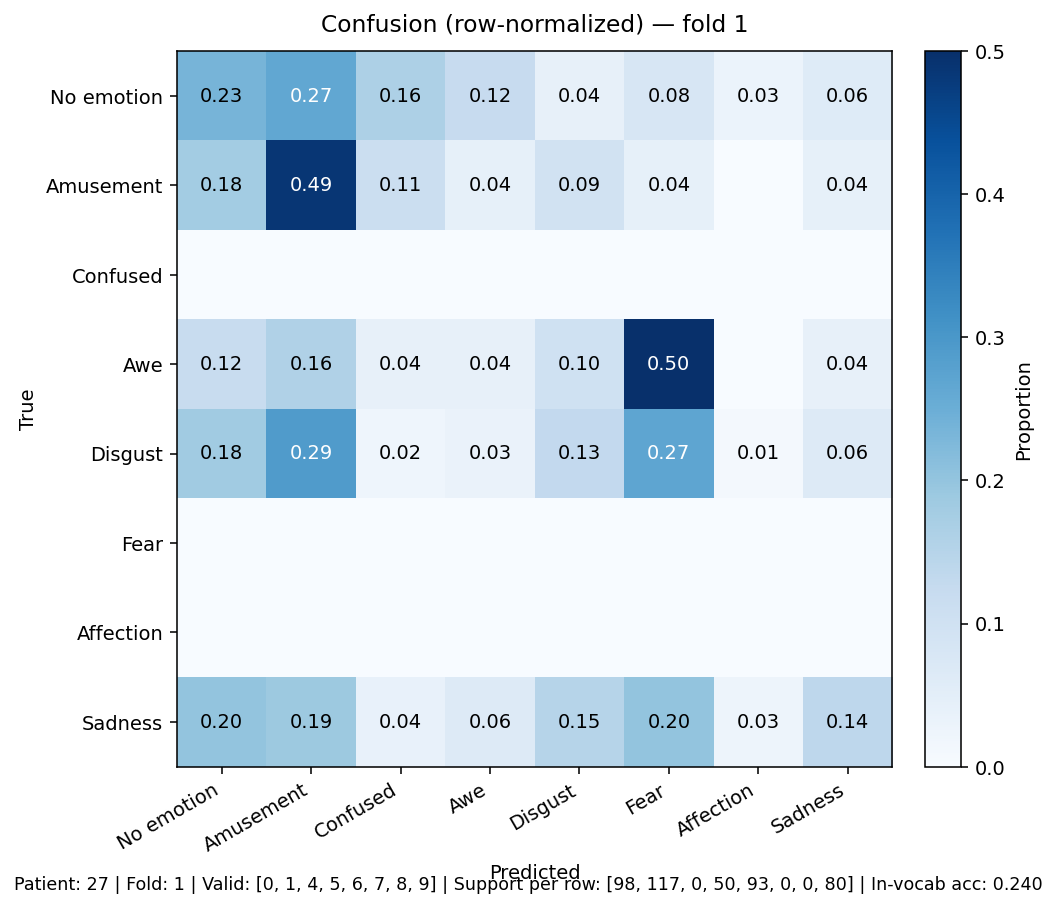 Confusion (row-normalized) — fold 1
No emotion 0.23 0.27 0.16 0.12 0.04 0.08 0.03 0.06
Amusement 0.18 0.49 0.11 0.04 0.09 0.04 0.04
Confused
Awe 0.12 0.16 0.04 0.04 0.10 0.50 0.04
Disgust 0.18 0.29 0.02 0.03 0.13 0.27 0.01 0.06
Fear
Affection
Sadness 0.20 0.19 0.04 0.06 0.15 0.20 0.03 0.14
True
No emotion Amusement Confused Awe Disgust Fear Affection Sadness
Predicted
0.5
0.4
0.3
0.2
0.1
0.0
Proportion
Patient: 27 | Fold: 1 | Valid: [0, 1, 4, 5, 6, 7, 8, 9] | Support per row: [98, 117, 0, 50, 93, 0, 0, 80] | In-vocab acc: 0.240